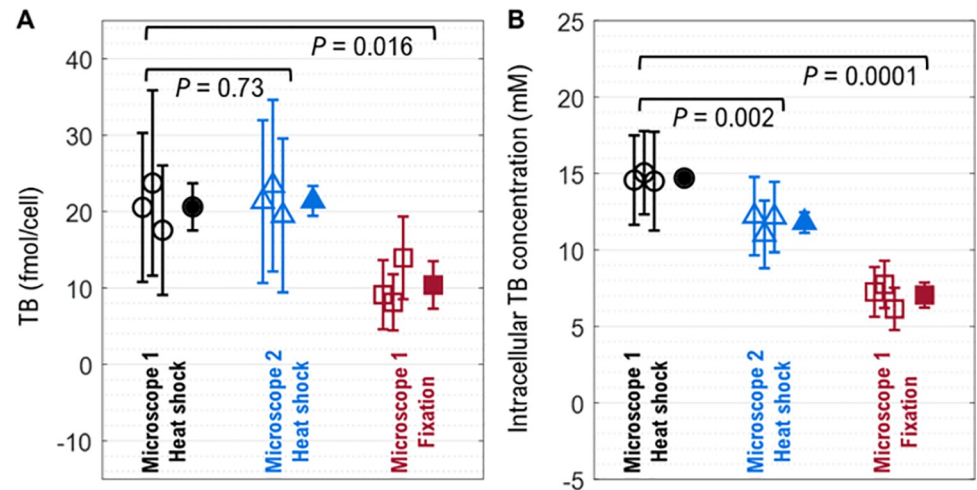 A
TB (fmol/cell)
40
30
20
10
0
-10
P = 0.016
P = 0.73
Microscope 1
Heat shock
Microscope 2
Heat shock
Microscope 1
Fixation
B
Intracellular TB concentration (mM)
25
20
15
10
5
0
-5
P = 0.0001
P = 0.002
Microscope 1
Heat shock
Microscope 2
Heat shock
Microscope 1
Fixation